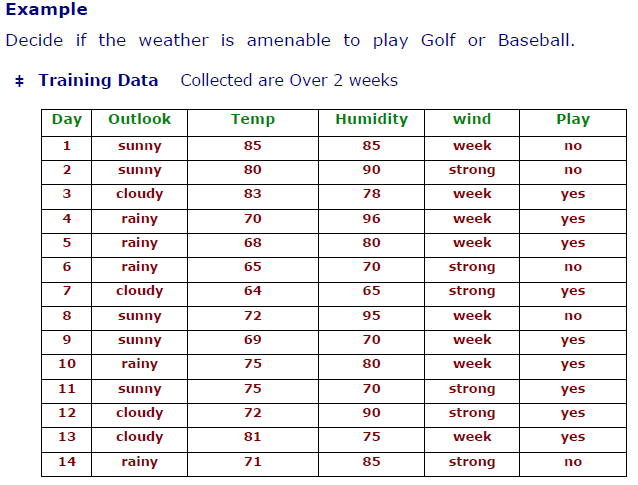 Example
Decide if the weather is amenable to play Golf or Baseball.
‡ Training Data Collected are Over 2 weeks
Day Outlook Temp Humidity wind Play
1 sunny 85 85 week no
2 sunny 80 90 strong no
3 cloudy 83 78 week yes
4 rainy 70 96 week yes
5 rainy 68 80 week yes
6 rainy 65 70 strong no
7 cloudy 64 65 strong yes
8 sunny 72 95 week no
9 sunny 69 70 week yes
10 rainy 75 80 week yes
11 sunny 75 70 strong yes
12 cloudy 72 90 strong yes
13 cloudy 81 75 week yes
14 rainy 71 85 strong no